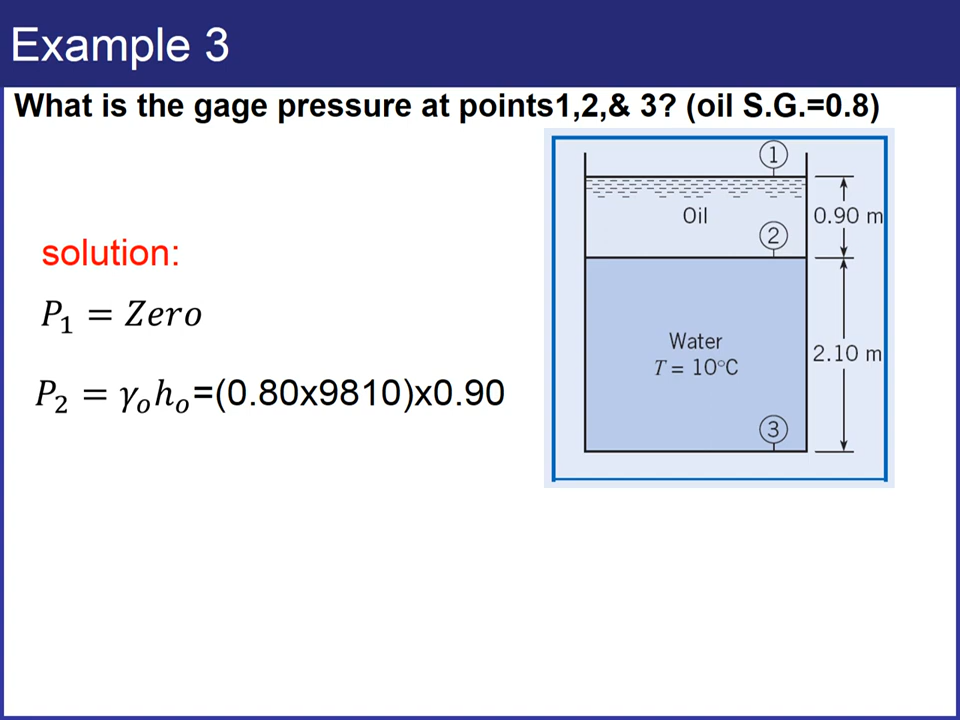 Example 3
What is the gage pressure at points1,2,& 3? (oil S.G.=0.8)
solution:
P₁ = Zero
P₂ = γₒhₒ=(0.80x9810)x0.90
1
Oil
0.90 m
2
Water
T = 10°C
2.10 m
3